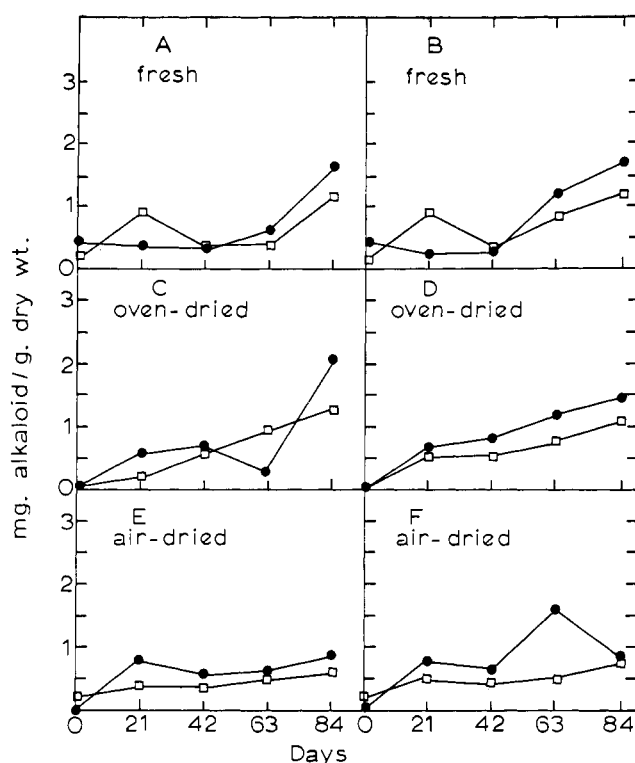 A
fresh
B
fresh
3
2
1
0
C
oven-dried
D
oven-dried
3
2
1
0
E
air-dried
F
air-dried
3
2
1
0 21 42 63 84 0 21 42 63 84
Days
mg. alkaloid/g. dry wt.